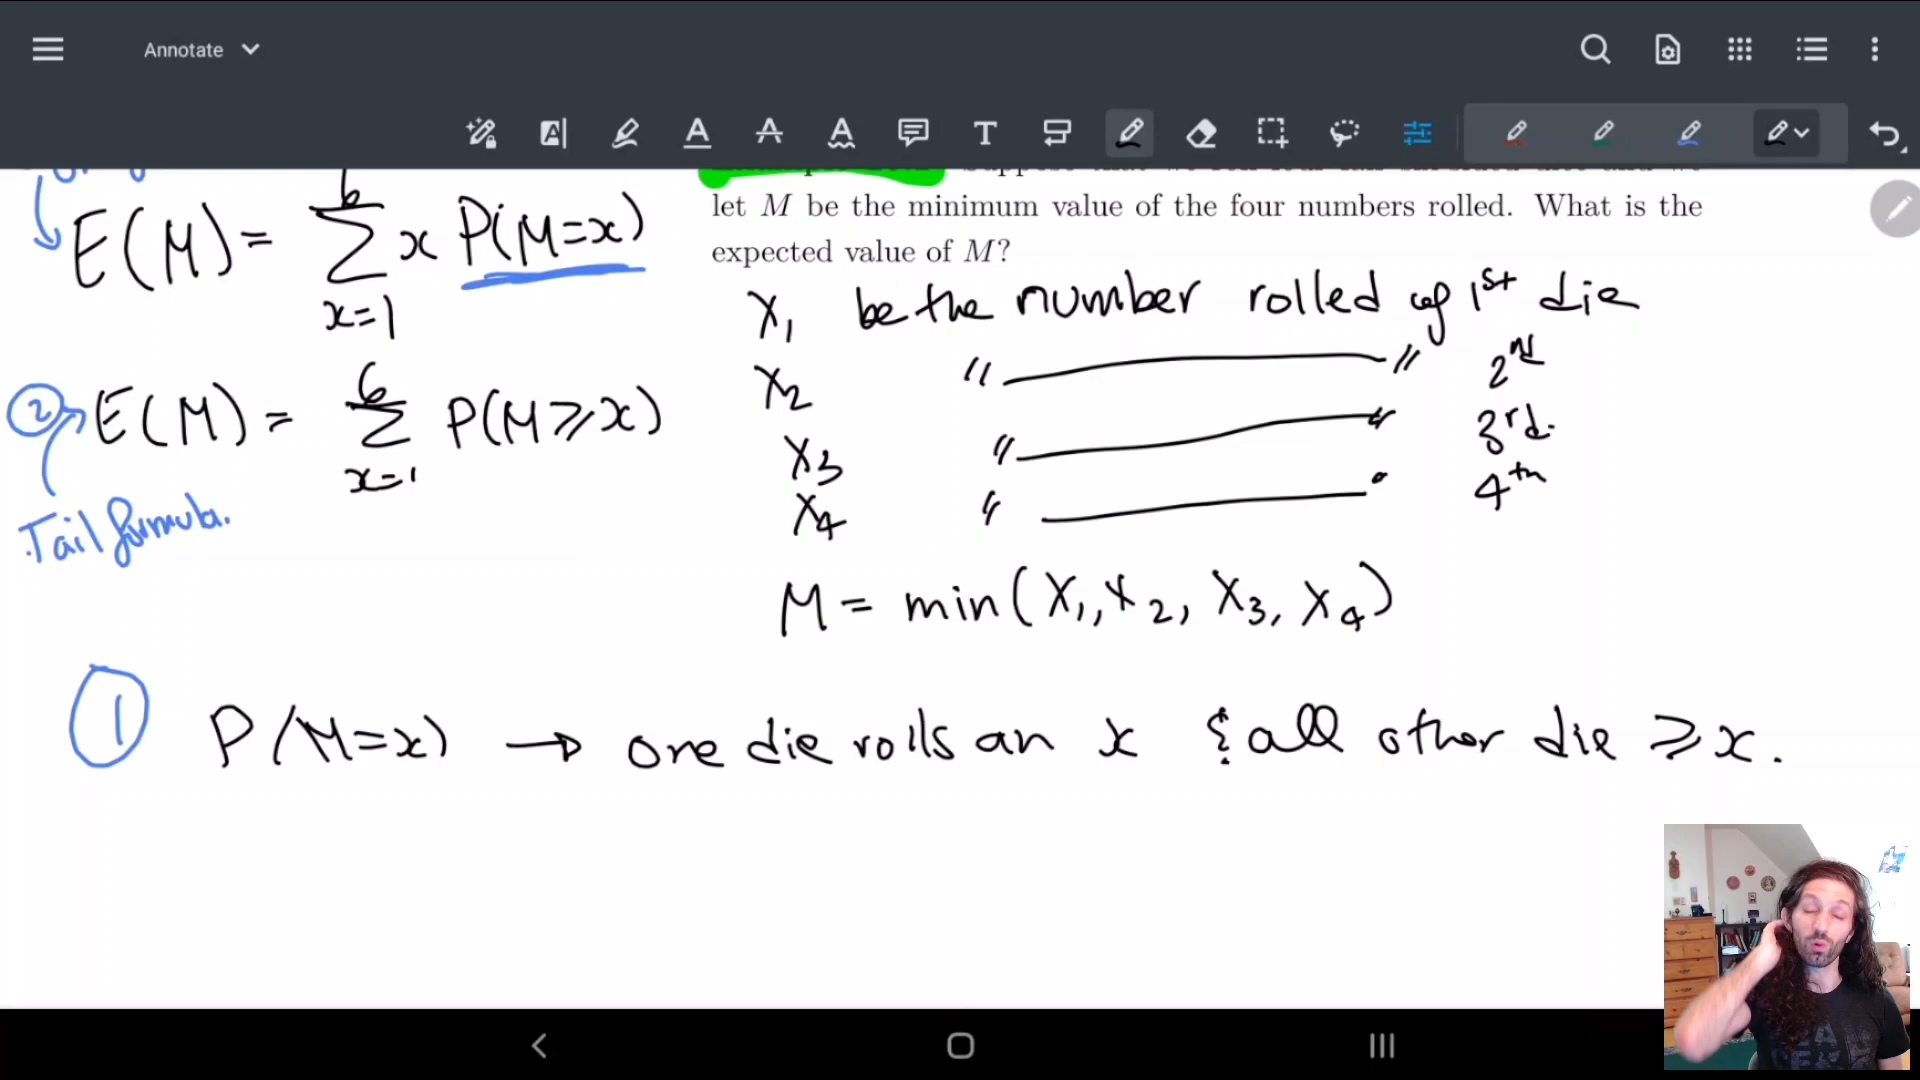 Annotate
E(M) = 6 Σ x=1 x P(M=x)
let M be the minimum value of the four numbers rolled. What is the
expected value of M?
X1 be the number rolled of 1st die
X2 " ——— " 2nd
X3 " ——— " 3rd.
X4 " ——— " 4th
② E(M) = 6 Σ x=1 P(M≥x)
Tail formula.
M = min(X1, X2, X3, X4)
① P(M=x) → one die rolls an x & all other die ≥ x.